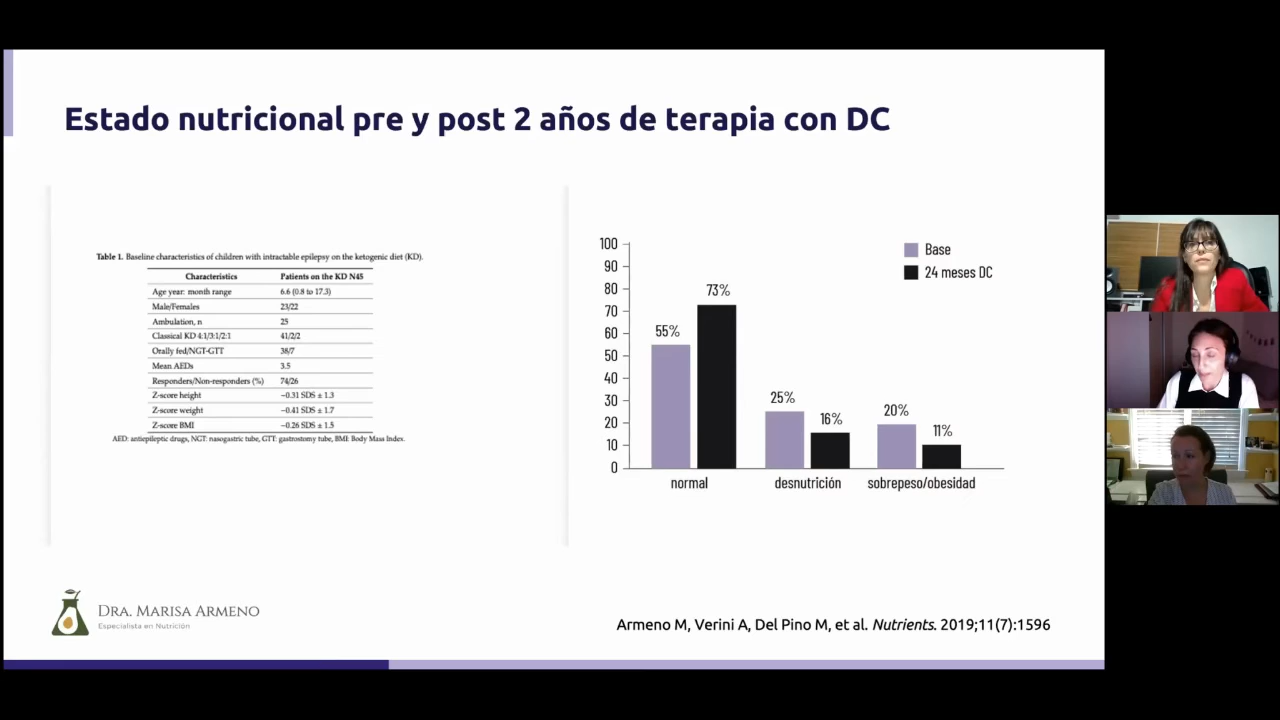 Estado nutricional pre y post 2 años de terapia con DC
Table 1. Baseline characteristics of children with intractable epilepsy on the ketogenic diet (KD).
Characteristics Patients on the KD N45
Age year: month range 6.6 (0.8 to 17.3)
Male/Females 23/22
Ambulation, n 25
Classical KD 4:1/3:1/2:1 41/2/2
Orally fed/NGT-GTT 38/7
Mean AEDs 3.5
Responders/Non-responders (%) 74/26
Z-score height −0.31 SDS ± 1.3
Z-score weight −0.41 SDS ± 1.7
Z-score BMI −0.26 SDS ± 1.5
AED: antiepileptic drugs, NGT: nasogastric tube, GTT: gastrostomy tube, BMI: Body Mass Index.
100
90
80
70
60
50
40
30
20
10
0
Base
24 meses DC
55%
73%
25%
16%
20%
11%
normal
desnutrición
sobrepeso/obesidad
DRA. MARISA ARMENO
Especialista en Nutrición
Armeno M, Verini A, Del Pino M, et al. Nutrients. 2019;11(7):1596